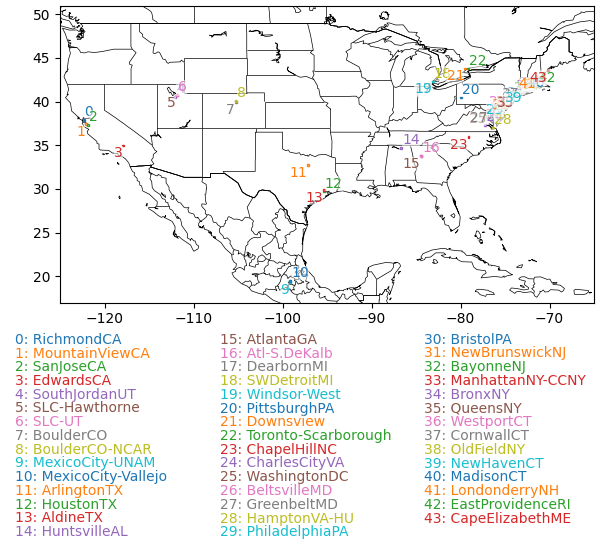 50
45
40
35
30
25
20
−120
−110
−100
−90
−80
−70
0
1
2
3
5
6
7
8
9
10
11
12
13
14
15
16
19
20
21
22
23
28
39
43
0: RichmondCA
1: MountainViewCA
2: SanJoseCA
3: EdwardsCA
4: SouthJordanUT
5: SLC-Hawthorne
6: SLC-UT
7: BoulderCO
8: BoulderCO-NCAR
9: MexicoCity-UNAM
10: MexicoCity-Vallejo
11: ArlingtonTX
12: HoustonTX
13: AldineTX
14: HuntsvilleAL
15: AtlantaGA
16: Atl-S.DeKalb
17: DearbornMI
18: SWDetroitMI
19: Windsor-West
20: PittsburghPA
21: Downsview
22: Toronto-Scarborough
23: ChapelHillNC
24: CharlesCityVA
25: WashingtonDC
26: BeltsvilleMD
27: GreenbeltMD
28: HamptonVA-HU
29: PhiladelphiaPA
30: BristolPA
31: NewBrunswickNJ
32: BayonneNJ
33: ManhattanNY-CCNY
34: BronxNY
35: QueensNY
36: WestportCT
37: CornwallCT
38: OldFieldNY
39: NewHavenCT
40: MadisonCT
41: LondonderryNH
42: EastProvidenceRI
43: CapeElizabethME